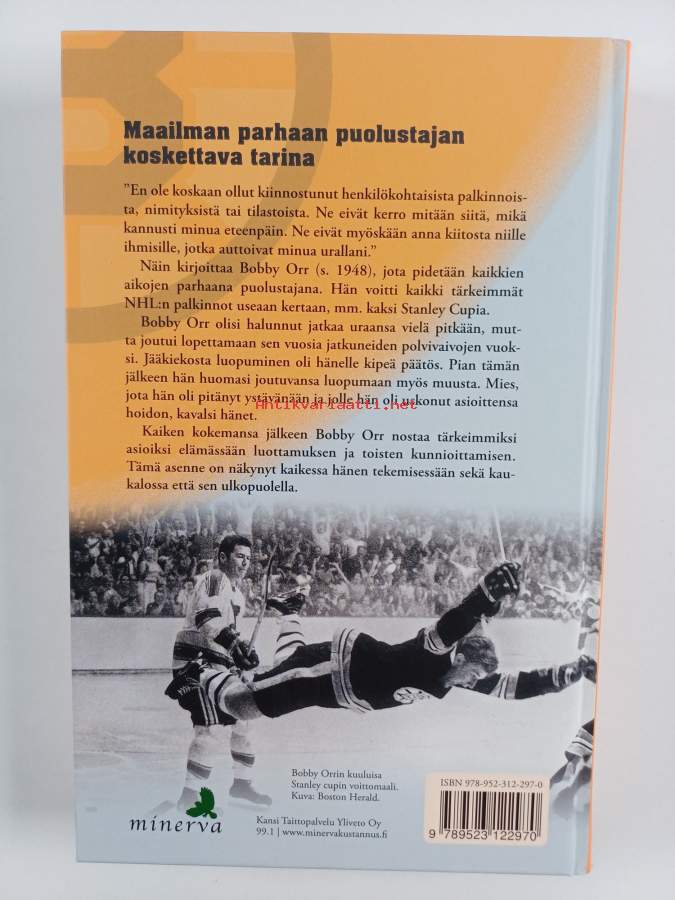 Maailman parhaan puolustajan
koskettava tarina
”En ole koskaan ollut kiinnostunut henkilökohtaisista palkinnois-
ta, nimityksistä tai tilastoista. Ne eivät kerro mitään siitä, mikä
kannusti minua eteenpäin. Ne eivät myöskään anna kiitosta niille
ihmisille, jotka auttoivat minua urallani.”
Näin kirjoittaa Bobby Orr (s. 1948), jota pidetään kaikkien
aikojen parhaana puolustajana. Hän voitti kaikki tärkeimmät
NHL:n palkinnot useaan kertaan, mm. kaksi Stanley Cupia.
Bobby Orr olisi halunnut jatkaa uraansa vielä pitkään, mut-
ta joutui lopettamaan sen vuosia jatkuneiden polvivaivojen vuok-
si. Jääkiekosta luopuminen oli hänelle kipeä päätös. Pian tämän
jälkeen hän huomasi joutuvansa luopumaan myös muusta. Mies,
jota hän oli pitänyt ystävänään ja jolle hän oli uskonut asioittensa
Antikvariaatti.net
hoidon, kavalsi hänet.
Kaiken kokemansa jälkeen Bobby Orr nostaa tärkeimmiksi
asioiksi elämässään luottamuksen ja toisten kunnioittamisen.
Tämä asenne on näkynyt kaikessa hänen tekemisessään sekä kau-
kalossa että sen ulkopuolella.
Bobby Orrin kuuluisa
Stanley cupin voittomaali.
Kuva: Boston Herald.
minerva
Kansi Taittopalvelu Yliveto Oy
99.1 | www.minervakustannus.fi
ISBN 978-952-312-297-0
9 789523 122970